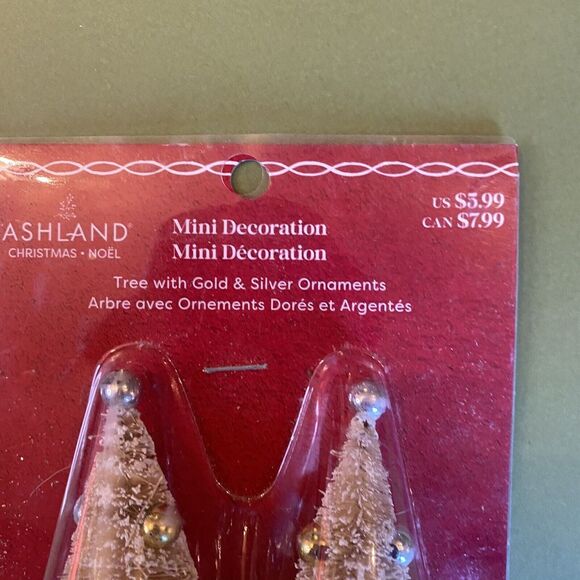 ASHLAND®
CHRISTMAS • NOËL
Mini Decoration
Mini Décoration
Tree with Gold & Silver Ornaments
Arbre avec Ornements Dorés et Argentés
US $5.99
CAN $7.99